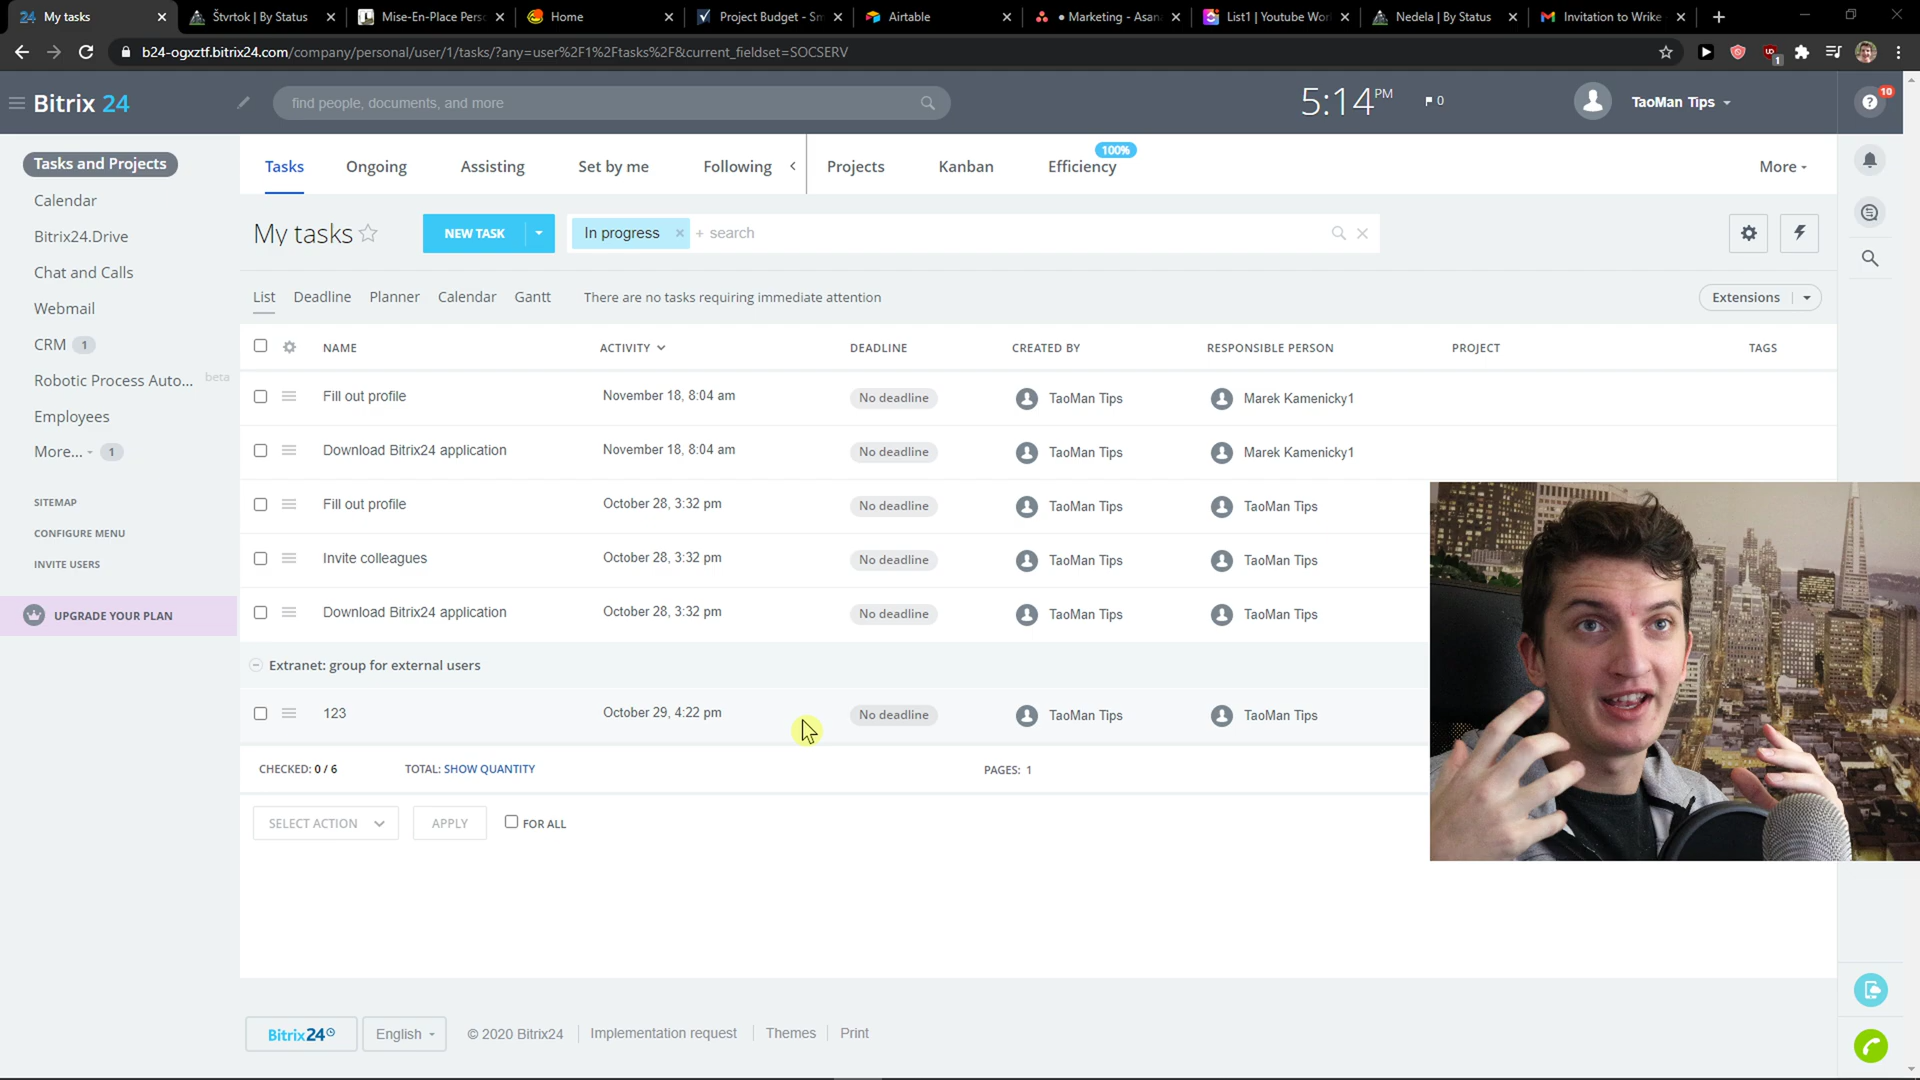 24 My tasks
Štvrtok | By Status
Mise-En-Place Pers
Home
Project Budget - Sm
Airtable
• Marketing - Asan
List1 | Youtube Wor
Nedela | By Status
Invitation to Wrike
b24-ogxztf.bitrix24.com/company/personal/user/1/tasks/?any=user%2F1%2Ftasks%2F&current_fieldset=SOCSERV
1
Bitrix 24
find people, documents, and more
5:14 PM
0
TaoMan Tips
10
Tasks and Projects
Calendar
Bitrix24.Drive
Chat and Calls
Webmail
CRM 1
Robotic Process Auto... beta
Employees
More... 1
SITEMAP
CONFIGURE MENU
INVITE USERS
UPGRADE YOUR PLAN
Tasks
Ongoing
Assisting
Set by me
Following
Projects
Kanban
Efficiency
100%
More
My tasks
NEW TASK
In progress × + search
List
Deadline
Planner
Calendar
Gantt
There are no tasks requiring immediate attention
Extensions
NAME
ACTIVITY
DEADLINE
CREATED BY
RESPONSIBLE PERSON
PROJECT
TAGS
Fill out profile November 18, 8:04 am No deadline TaoMan Tips Marek Kamenicky1
Download Bitrix24 application November 18, 8:04 am No deadline TaoMan Tips Marek Kamenicky1
Fill out profile October 28, 3:32 pm No deadline TaoMan Tips TaoMan Tips
Invite colleagues October 28, 3:32 pm No deadline TaoMan Tips TaoMan Tips
Download Bitrix24 application October 28, 3:32 pm No deadline TaoMan Tips TaoMan Tips
Extranet: group for external users
123 October 29, 4:22 pm No deadline TaoMan Tips TaoMan Tips
CHECKED: 0 / 6
TOTAL: SHOW QUANTITY
PAGES: 1
SELECT ACTION
APPLY
FOR ALL
Bitrix24
English
© 2020 Bitrix24
Implementation request
Themes
Print